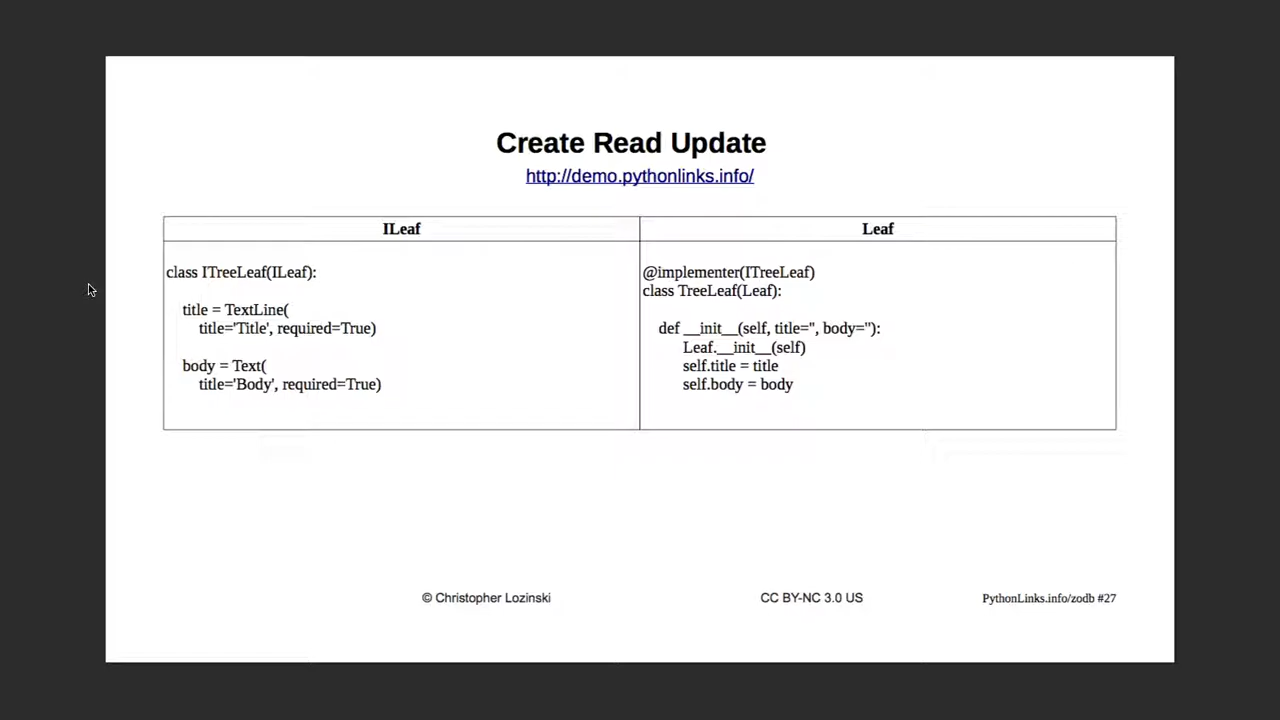 Create Read Update
http://demo.pythonlinks.info/
ILeaf
class ITreeLeaf(ILeaf):
title = TextLine(
title='Title', required=True)
body = Text(
title='Body', required=True)
Leaf
@implementer(ITreeLeaf)
class TreeLeaf(Leaf):
def __init__(self, title='', body=''):
Leaf.__init__(self)
self.title = title
self.body = body
© Christopher Lozinski
CC BY-NC 3.0 US
PythonLinks.info/zodb #27